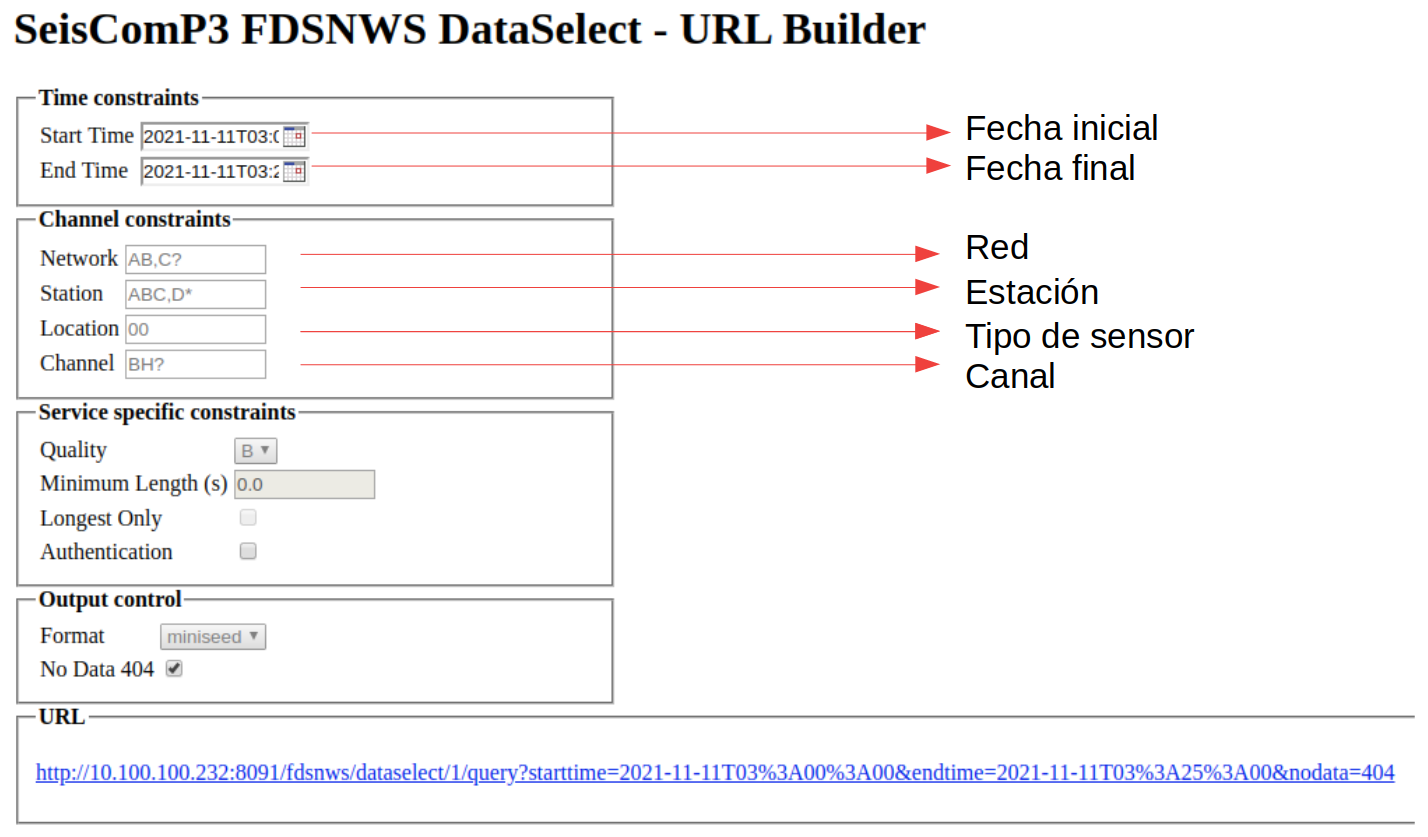 SeisComP3 FDSNWS DataSelect - URL Builder
Time constraints
Start Time 2021-11-11T03:0 Fecha inicial
End Time 2021-11-11T03:2 Fecha final
Channel constraints
Network AB,C? Red
Station ABC,D* Estación
Location 00 Tipo de sensor
Channel BH? Canal
Service specific constraints
Quality B
Minimum Length (s) 0.0
Longest Only
Authentication
Output control
Format miniseed
No Data 404
URL
http://10.100.100.232:8091/fdsnws/dataselect/1/query?starttime=2021-11-11T03%3A00%3A00&endtime=2021-11-11T03%3A25%3A00&nodata=404